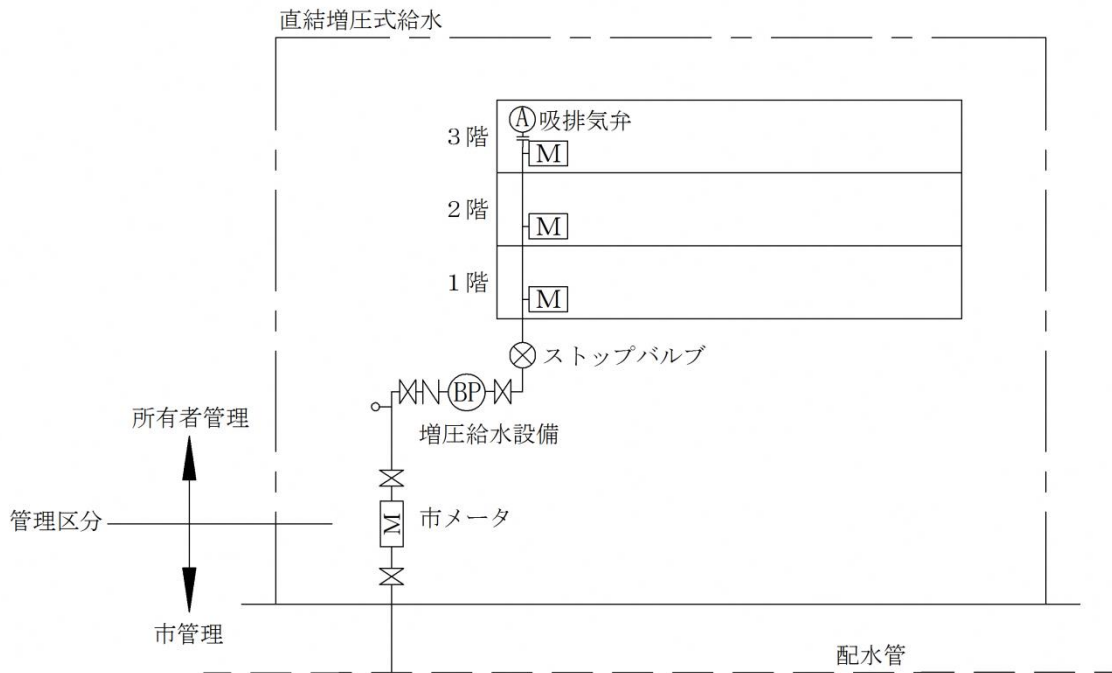 直結増圧式給水
A 吸排気弁
3階
M
2階
M
1階
M
ストップバルブ
BP
増圧給水設備
所有者管理
管理区分
M 市メータ
市管理
配水管